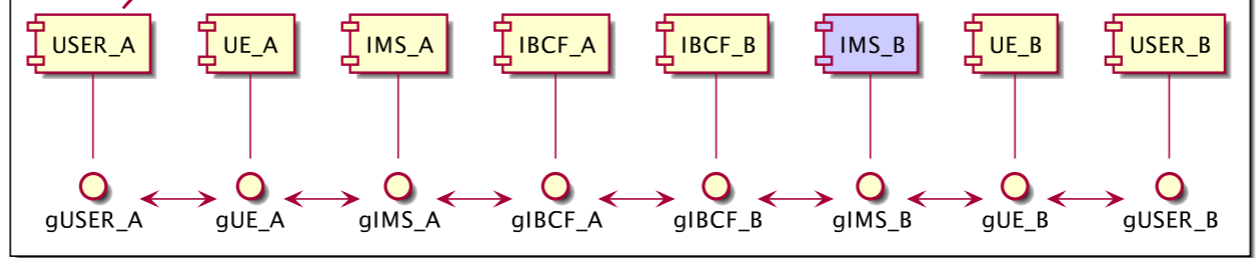 USER_A UE_A IMS_A IBCF_A IBCF_B IMS_B UE_B USER_B
gUSER_A gUE_A gIMS_A gIBCF_A gIBCF_B gIMS_B gUE_B gUSER_B